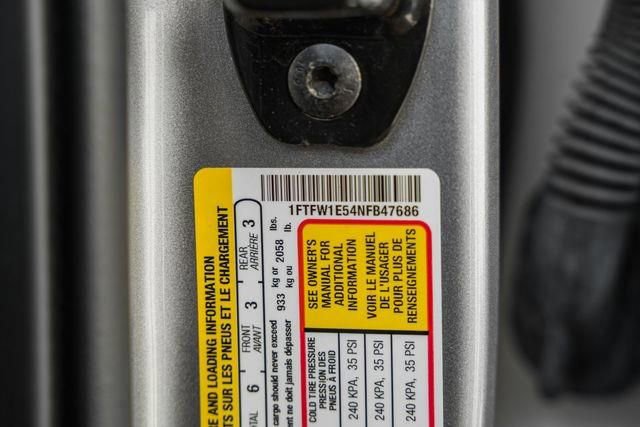 1FTFW1E54NFB47686
RE AND LOADING INFORMATION
TS SUR LES PNEUS ET LE CHARGEMENT
TAL 6 FRONT 3 REAR 3
AVANT ARRIÈRE
cargo should never exceed 933 kg or 2058 lbs.
ent ne doit jamais dépasser kg ou lb.
SEE OWNER'S
MANUAL FOR
ADDITIONAL
INFORMATION
VOIR LE MANUEL
DE L'USAGER
POUR PLUS DE
RENSEIGNEMENTS
COLD TIRE PRESSURE
PRESSION DES
PNEUS À FROID
240 KPA, 35 PSI
240 KPA, 35 PSI
240 KPA, 35 PSI